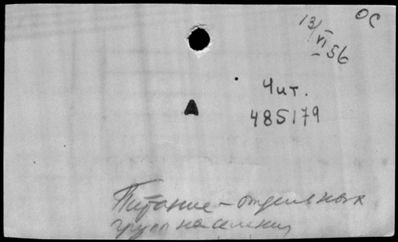 ОС
13/VI 56
Чит.
485179
Питание – отдельных
групп населения